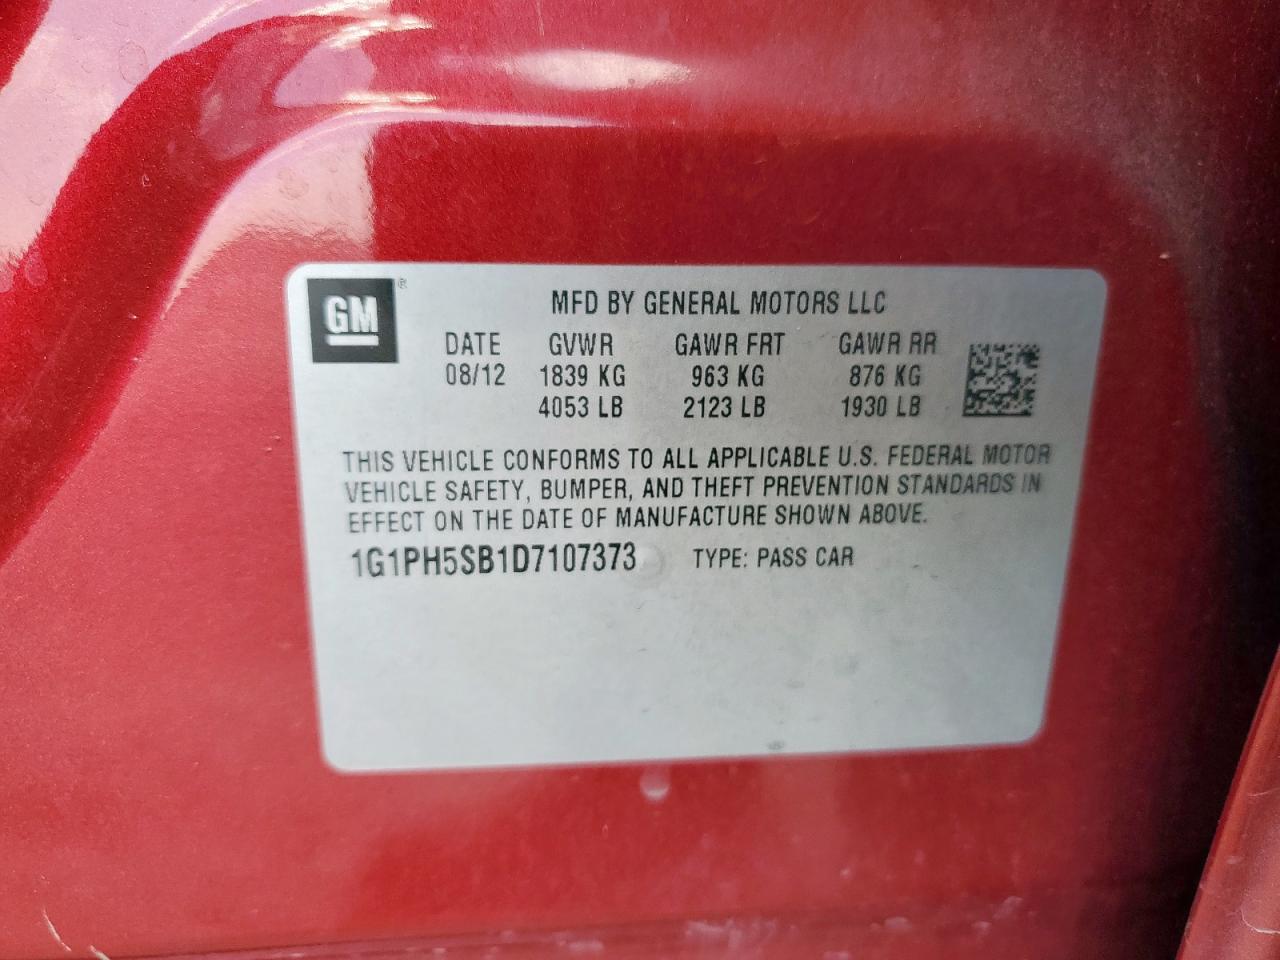 GM®
MFD BY GENERAL MOTORS LLC
DATE GVWR GAWR FRT GAWR RR
08/12 1839 KG 963 KG 876 KG
4053 LB 2123 LB 1930 LB
THIS VEHICLE CONFORMS TO ALL APPLICABLE U.S. FEDERAL MOTOR
VEHICLE SAFETY, BUMPER, AND THEFT PREVENTION STANDARDS IN
EFFECT ON THE DATE OF MANUFACTURE SHOWN ABOVE.
1G1PH5SB1D7107373 TYPE: PASS CAR